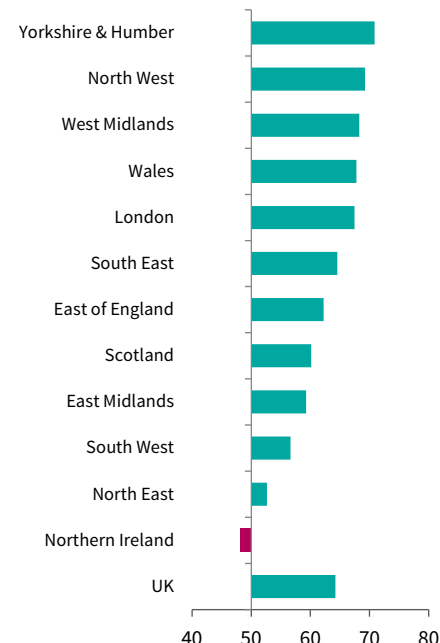 Yorkshire & Humber
North West
West Midlands
Wales
London
South East
East of England
Scotland
East Midlands
South West
North East
Northern Ireland
UK
40 50 60 70 80